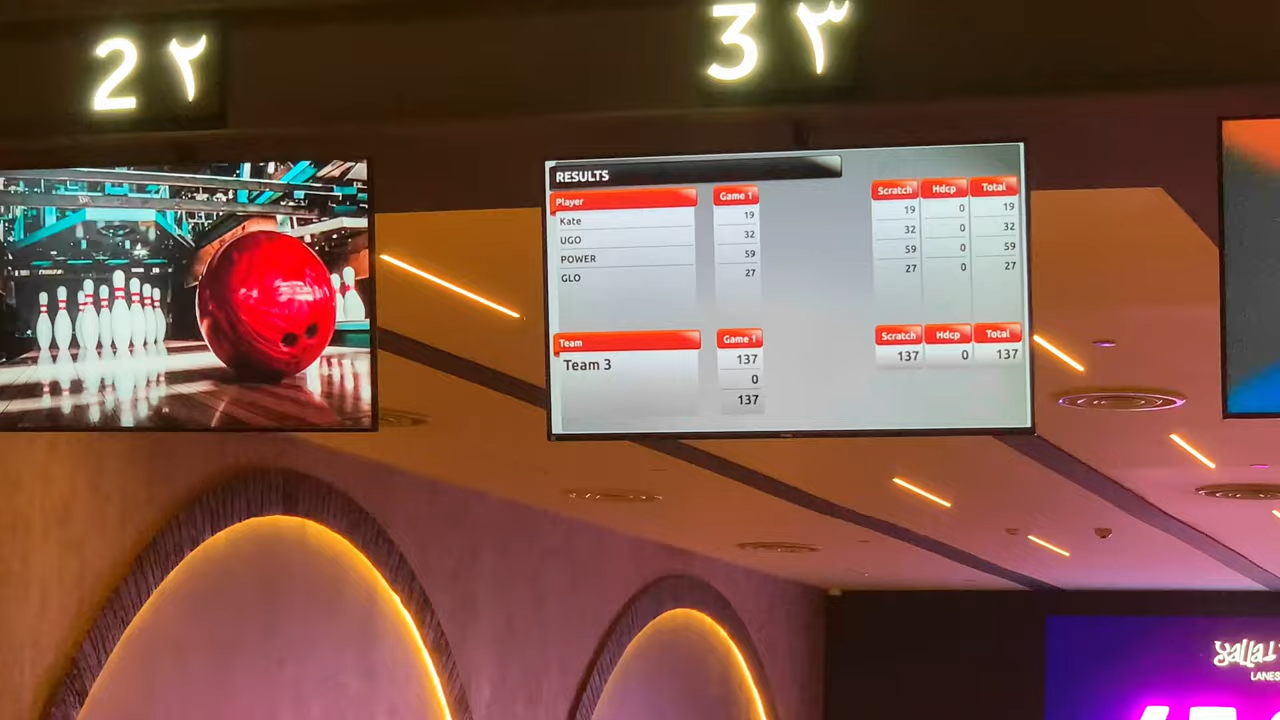 2 ٢
3 ٣
RESULTS
Player Game 1 Scratch Hdcp Total
Kate 19 19 0 19
UGO 32 32 0 32
POWER 59 59 0 59
GLO 27 27 0 27
Team Game 1 Scratch Hdcp Total
Team 3 137 137 0 137
0
137
yalla!
LANES